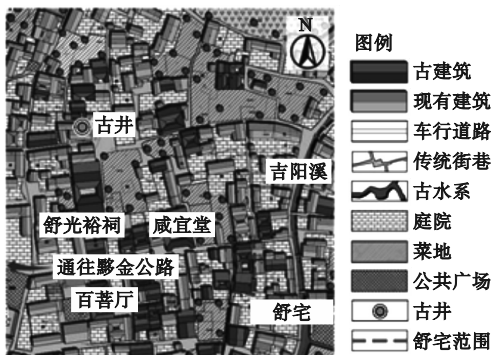 N
古井
吉阳溪
舒光裕祠
咸宜堂
通往黟金公路
百菩厅
舒宅
图例
古建筑
现有建筑
车行道路
传统街巷
古水系
庭院
菜地
公共广场
古井
舒宅范围